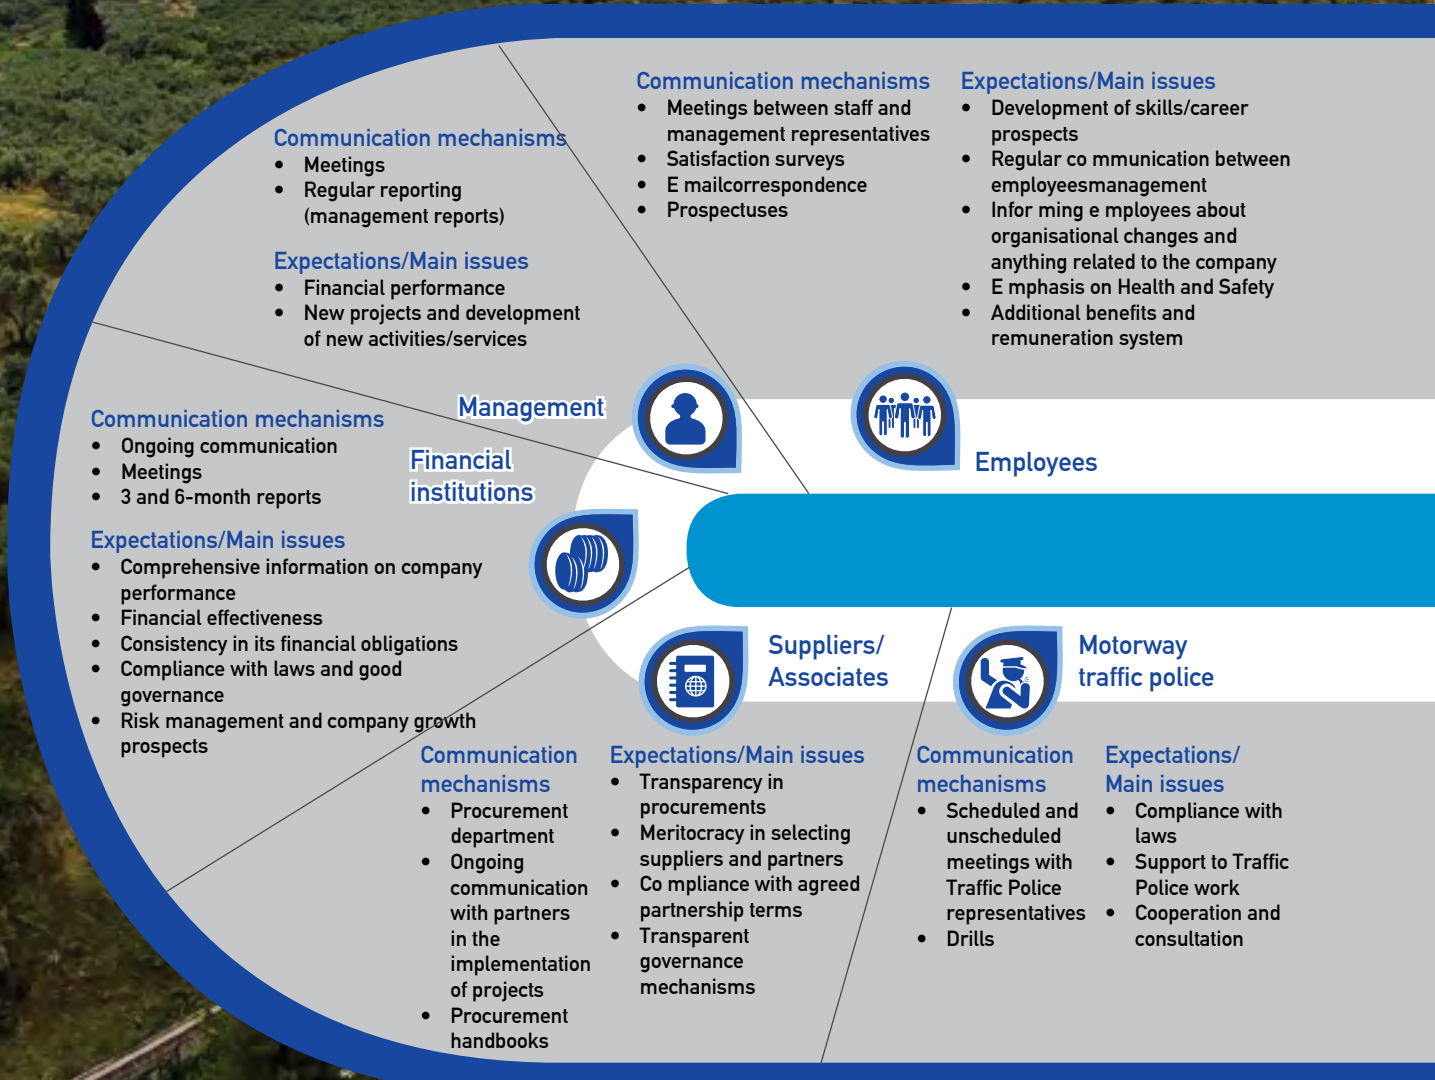 Communication mechanisms
• Meetings
• Regular reporting
(management reports)
Expectations/Main issues
• Financial performance
• New projects and development
of new activities/services
Management
Communication mechanisms
• Meetings between staff and
management representatives
• Satisfaction surveys
• E mailcorrespondence
• Prospectuses
Expectations/Main issues
• Development of skills/career
prospects
• Regular co mmunication between
employeesmanagement
• Infor ming e mployees about
organisational changes and
anything related to the company
• E mphasis on Health and Safety
• Additional benefits and
remuneration system
Employees
Communication mechanisms
• Ongoing communication
• Meetings
• 3 and 6-month reports
Expectations/Main issues
• Comprehensive information on company
performance
• Financial effectiveness
• Consistency in its financial obligations
• Compliance with laws and good
governance
• Risk management and company growth
prospects
Financial
institutions
Suppliers/
Associates
Communication
mechanisms
• Procurement
department
• Ongoing
communication
with partners
in the
implementation
of projects
• Procurement
handbooks
Expectations/Main issues
• Transparency in
procurements
• Meritocracy in selecting
suppliers and partners
• Co mpliance with agreed
partnership terms
• Transparent
governance
mechanisms
Motorway
traffic police
Communication
mechanisms
• Scheduled and
unscheduled
meetings with
Traffic Police
representatives
• Drills
Expectations/
Main issues
• Compliance with
laws
• Support to Traffic
Police work
• Cooperation and
consultation